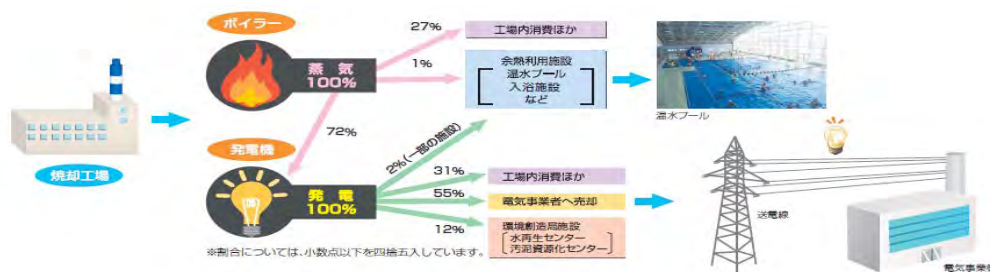 ボイラー
蒸気
100%
27%
工場内消費ほか
1%
余熱利用施設
温水プール
入浴施設
など
温水プール
72%
焼却工場
発電機
発電
100%
2%(一部の施設)
31%
工場内消費ほか
55%
電気事業者へ売却
12%
環境創造局施設
水再生センター
汚泥資源化センター
送電線
電気事業
※割合については、小数点以下を四捨五入しています。